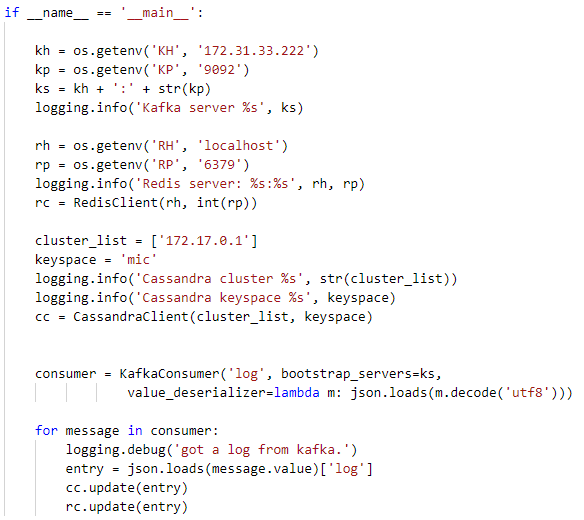 if __name__ == '__main__':
    kh = os.getenv('KH', '172.31.33.222')
    kp = os.getenv('KP', '9092')
    ks = kh + ':' + str(kp)
    logging.info('Kafka server %s', ks)
    rh = os.getenv('RH', 'localhost')
    rp = os.getenv('RP', '6379')
    logging.info('Redis server: %s:%s', rh, rp)
    rc = RedisClient(rh, int(rp))
    cluster_list = ['172.17.0.1']
    keyspace = 'mic'
    logging.info('Cassandra cluster %s', str(cluster_list))
    logging.info('Cassandra keyspace %s', keyspace)
    cc = CassandraClient(cluster_list, keyspace)
    consumer = KafkaConsumer('log', bootstrap_servers=ks,
                value_deserializer=lambda m: json.loads(m.decode('utf8')))
    for message in consumer:
        logging.debug('got a log from kafka.')
        entry = json.loads(message.value)['log']
        cc.update(entry)
        rc.update(entry)